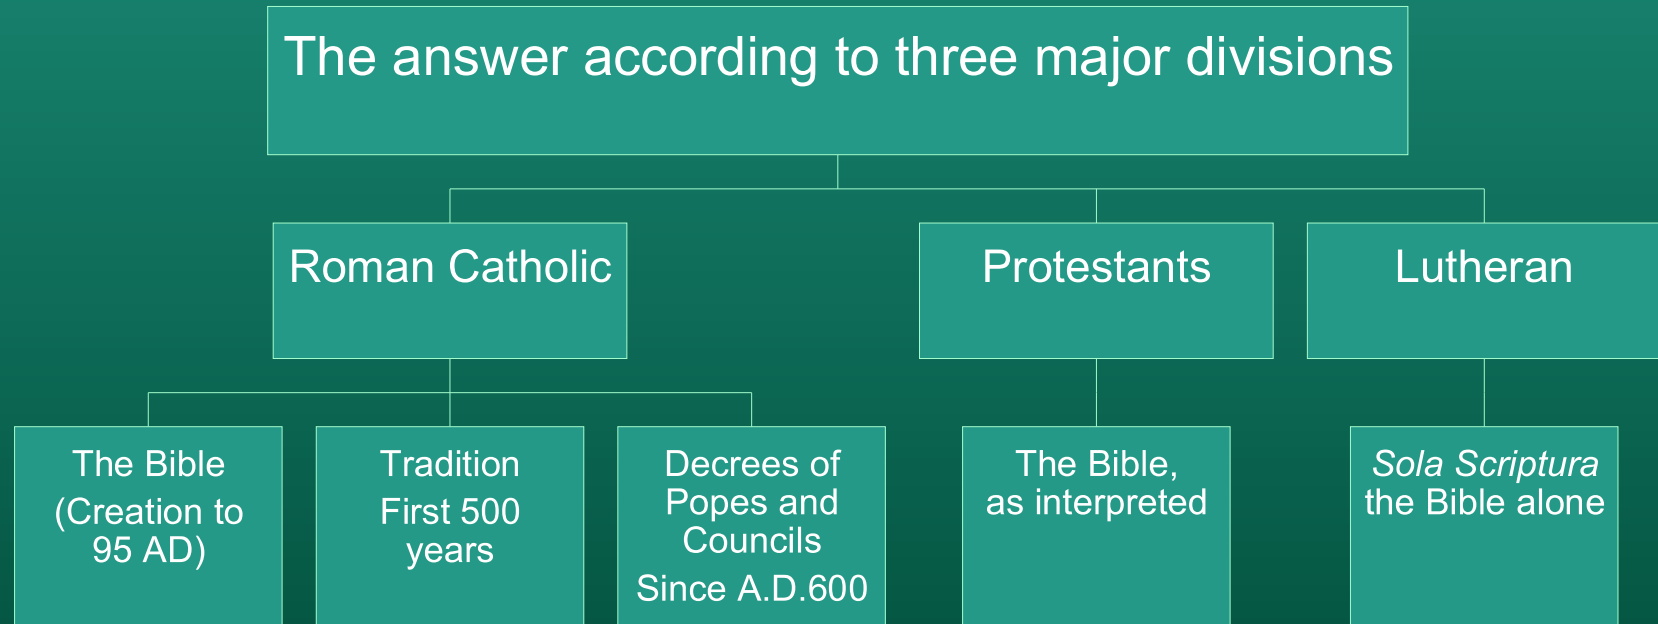 The answer according to three major divisions
Roman Catholic
Protestants
Lutheran
The Bible
(Creation to
95 AD)
Tradition
First 500
years
Decrees of
Popes and
Councils
Since A.D.600
The Bible,
as interpreted
Sola Scriptura
the Bible alone